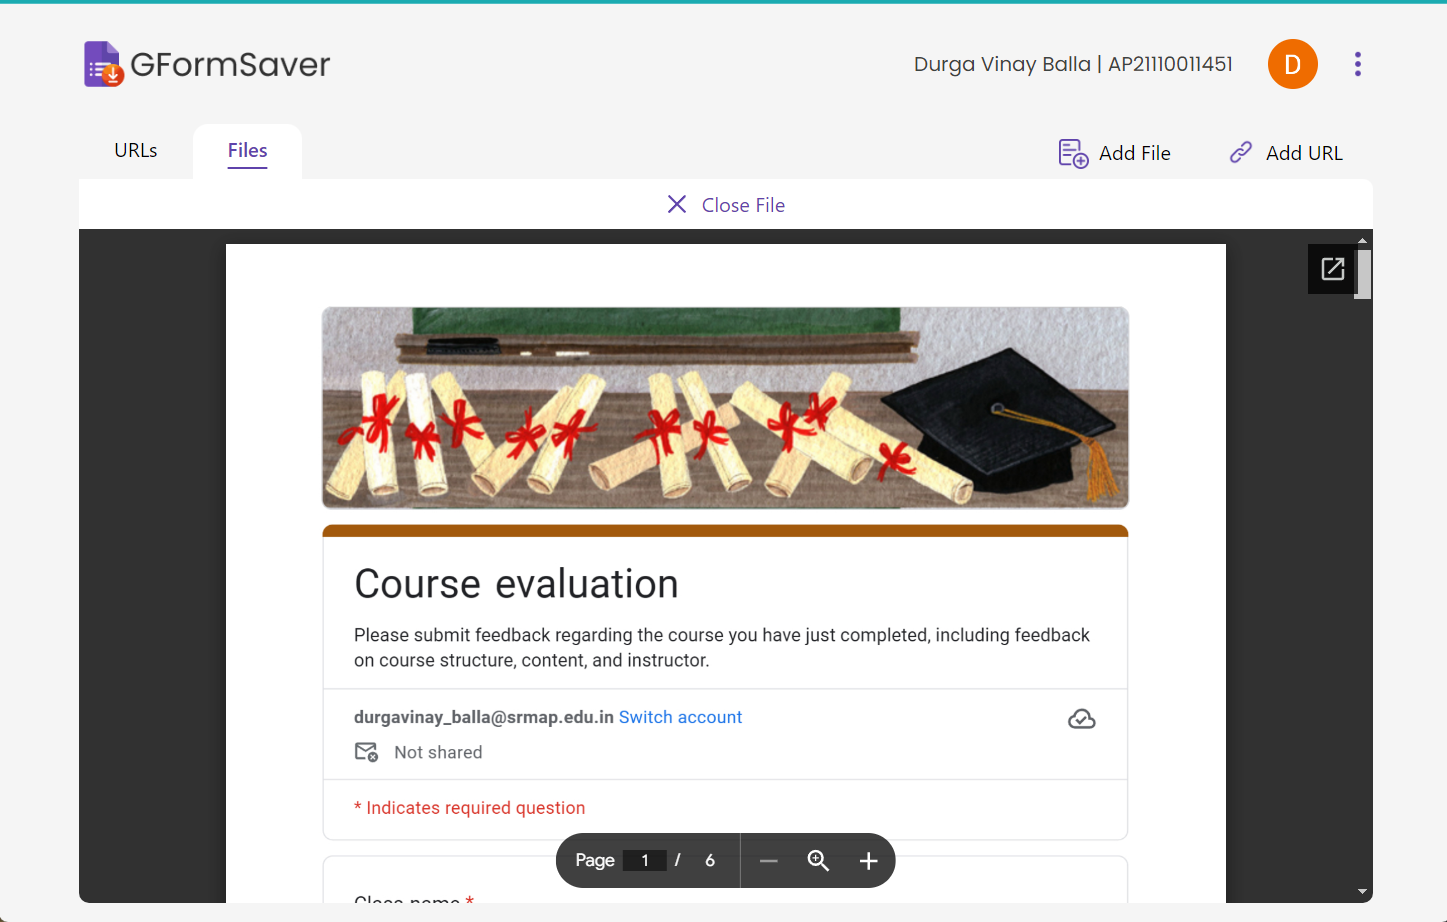 GFormSaver
Durga Vinay Balla | AP21110011451
D
URLs
Files
Add File
Add URL
Close File
Course evaluation
Please submit feedback regarding the course you have just completed, including feedback
on course structure, content, and instructor.
durgavinay_balla@srmap.edu.in Switch account
Not shared
* Indicates required question
Page 1 / 6
Class name *